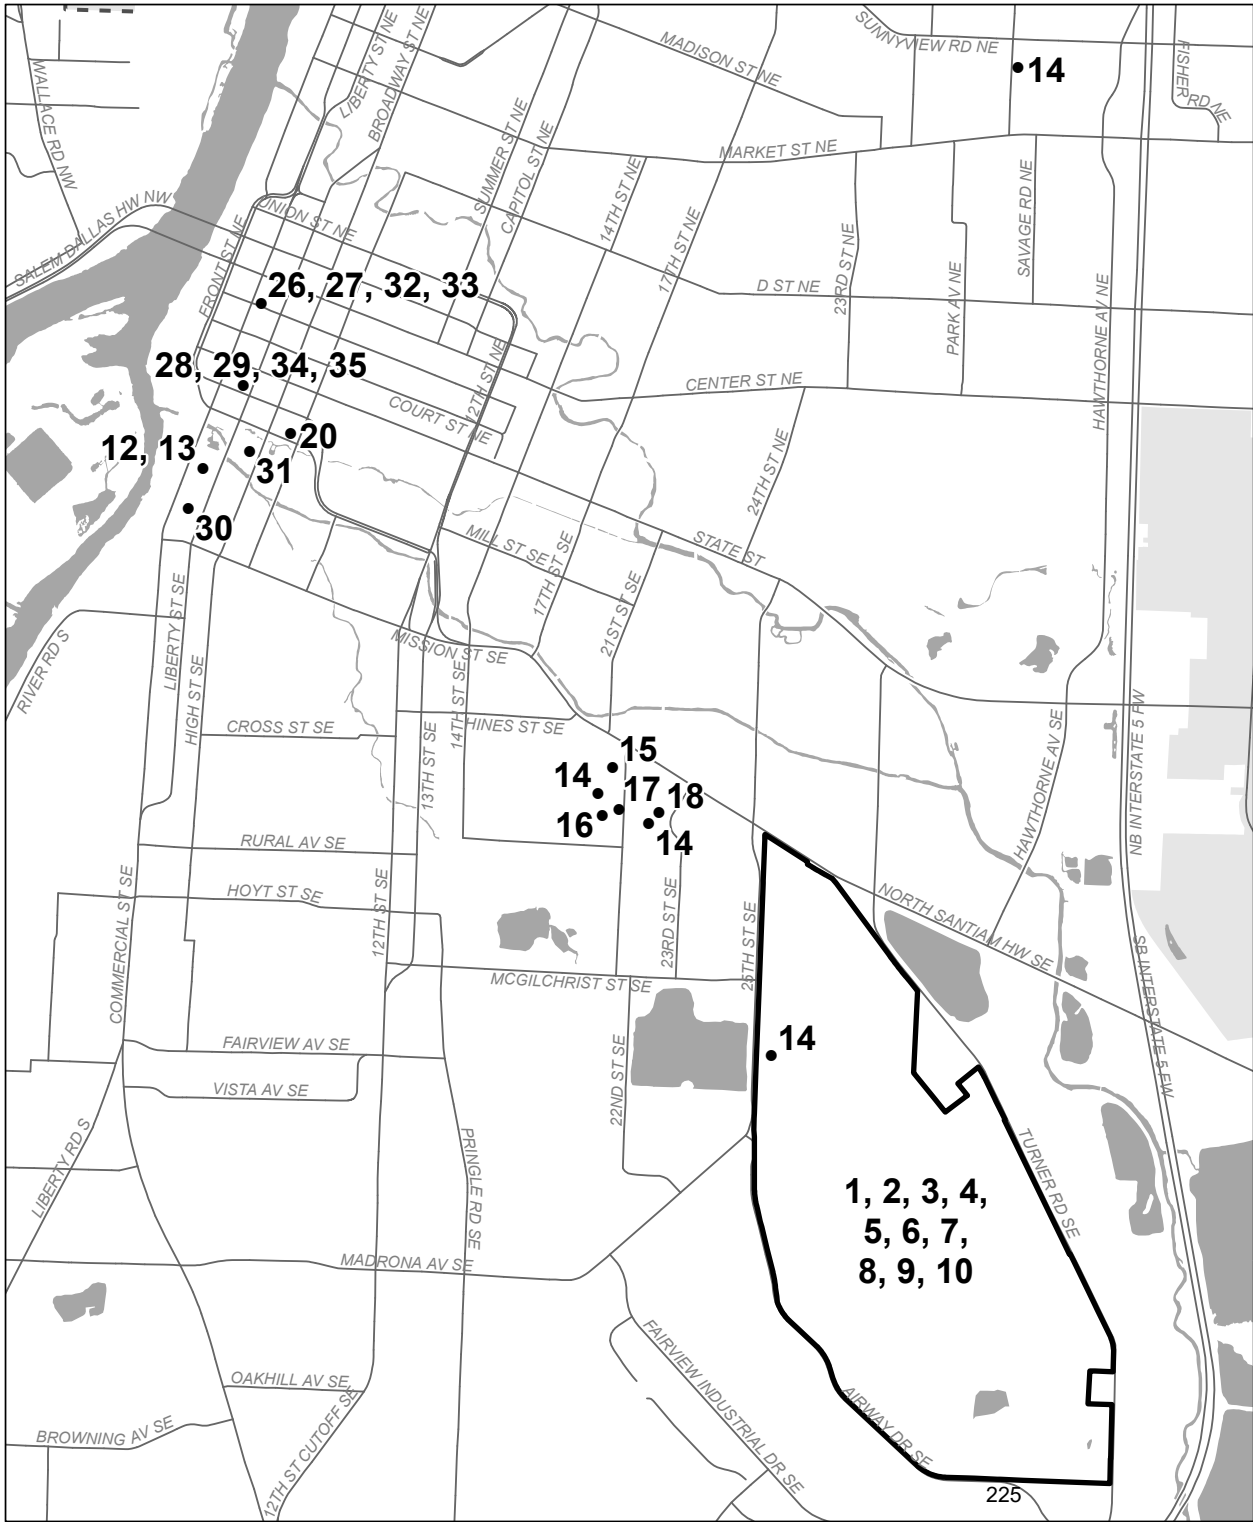 SUNNYVIEW RD NE
14
FISHER
RD NE
LIBERTY ST NE
BROADWAY ST NE
MADISON ST NE
WALLACE RD NW
SUMMER ST NE
CAPITOL ST NE
MARKET ST NE
14TH ST NE
17TH ST NE
SAVAGE RD NE
SALEM DALLAS HW NW
UNION ST NE
FRONT ST NE
23RD ST NE
PARK AV NE
HAWTHORNE AV NE
D ST NE
26, 27, 32, 33
28, 29, 34, 35
12TH ST NE
COURT ST NE
CENTER ST NE
24TH ST NE
20
12, 13
31
30
MILL ST SE
STATE ST
17TH ST SE
21ST ST SE
MISSION ST SE
RIVER RD S
LIBERTY ST SE
HIGH ST SE
14TH ST SE
CROSS ST SE
HINES ST SE
13TH ST SE
NB INTERSTATE 5 FW
HAWTHORNE AV SE
15
14
17
18
16
14
RURAL AV SE
HOYT ST SE
COMMERCIAL ST SE
12TH ST SE
23RD ST SE
25TH ST SE
NORTH SANTIAM HW SE
SB INTERSTATE 5 FW
MCGILCHRIST ST SE
FAIRVIEW AV SE
22ND ST SE
14
VISTA AV SE
LIBERTY RD S
PRINGLE RD SE
TURNER RD SE
1, 2, 3, 4,
5, 6, 7,
8, 9, 10
MADRONA AV SE
FAIRVIEW INDUSTRIAL DR SE
OAKHILL AV SE
AIRWAY DR SE
BROWNING AV SE
12TH ST CUTOFF SE
225